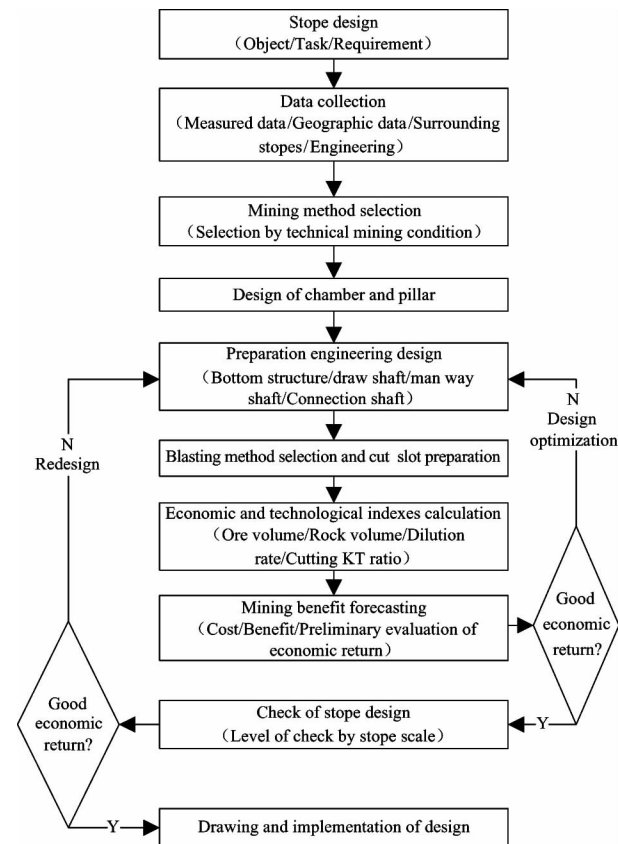 Stope design
(Object/Task/Requirement)
Data collection
(Measured data/Geographic data/Surrounding
stopes/Engineering)
Mining method selection
(Selection by technical mining condition)
Design of chamber and pillar
Preparation engineering design
(Bottom structure/draw shaft/man way
shaft/Connection shaft)
N
Redesign
N
Design
optimization
Blasting method selection and cut slot preparation
Economic and technological indexes calculation
(Ore volume/Rock volume/Dilution
rate/Cutting KT ratio)
Mining benefit forecasting
(Cost/Benefit/Preliminary evaluation of
economic return)
Good
economic
return?
Y
Check of stope design
(Level of check by stope scale)
Good
economic
return?
Y
Drawing and implementation of design